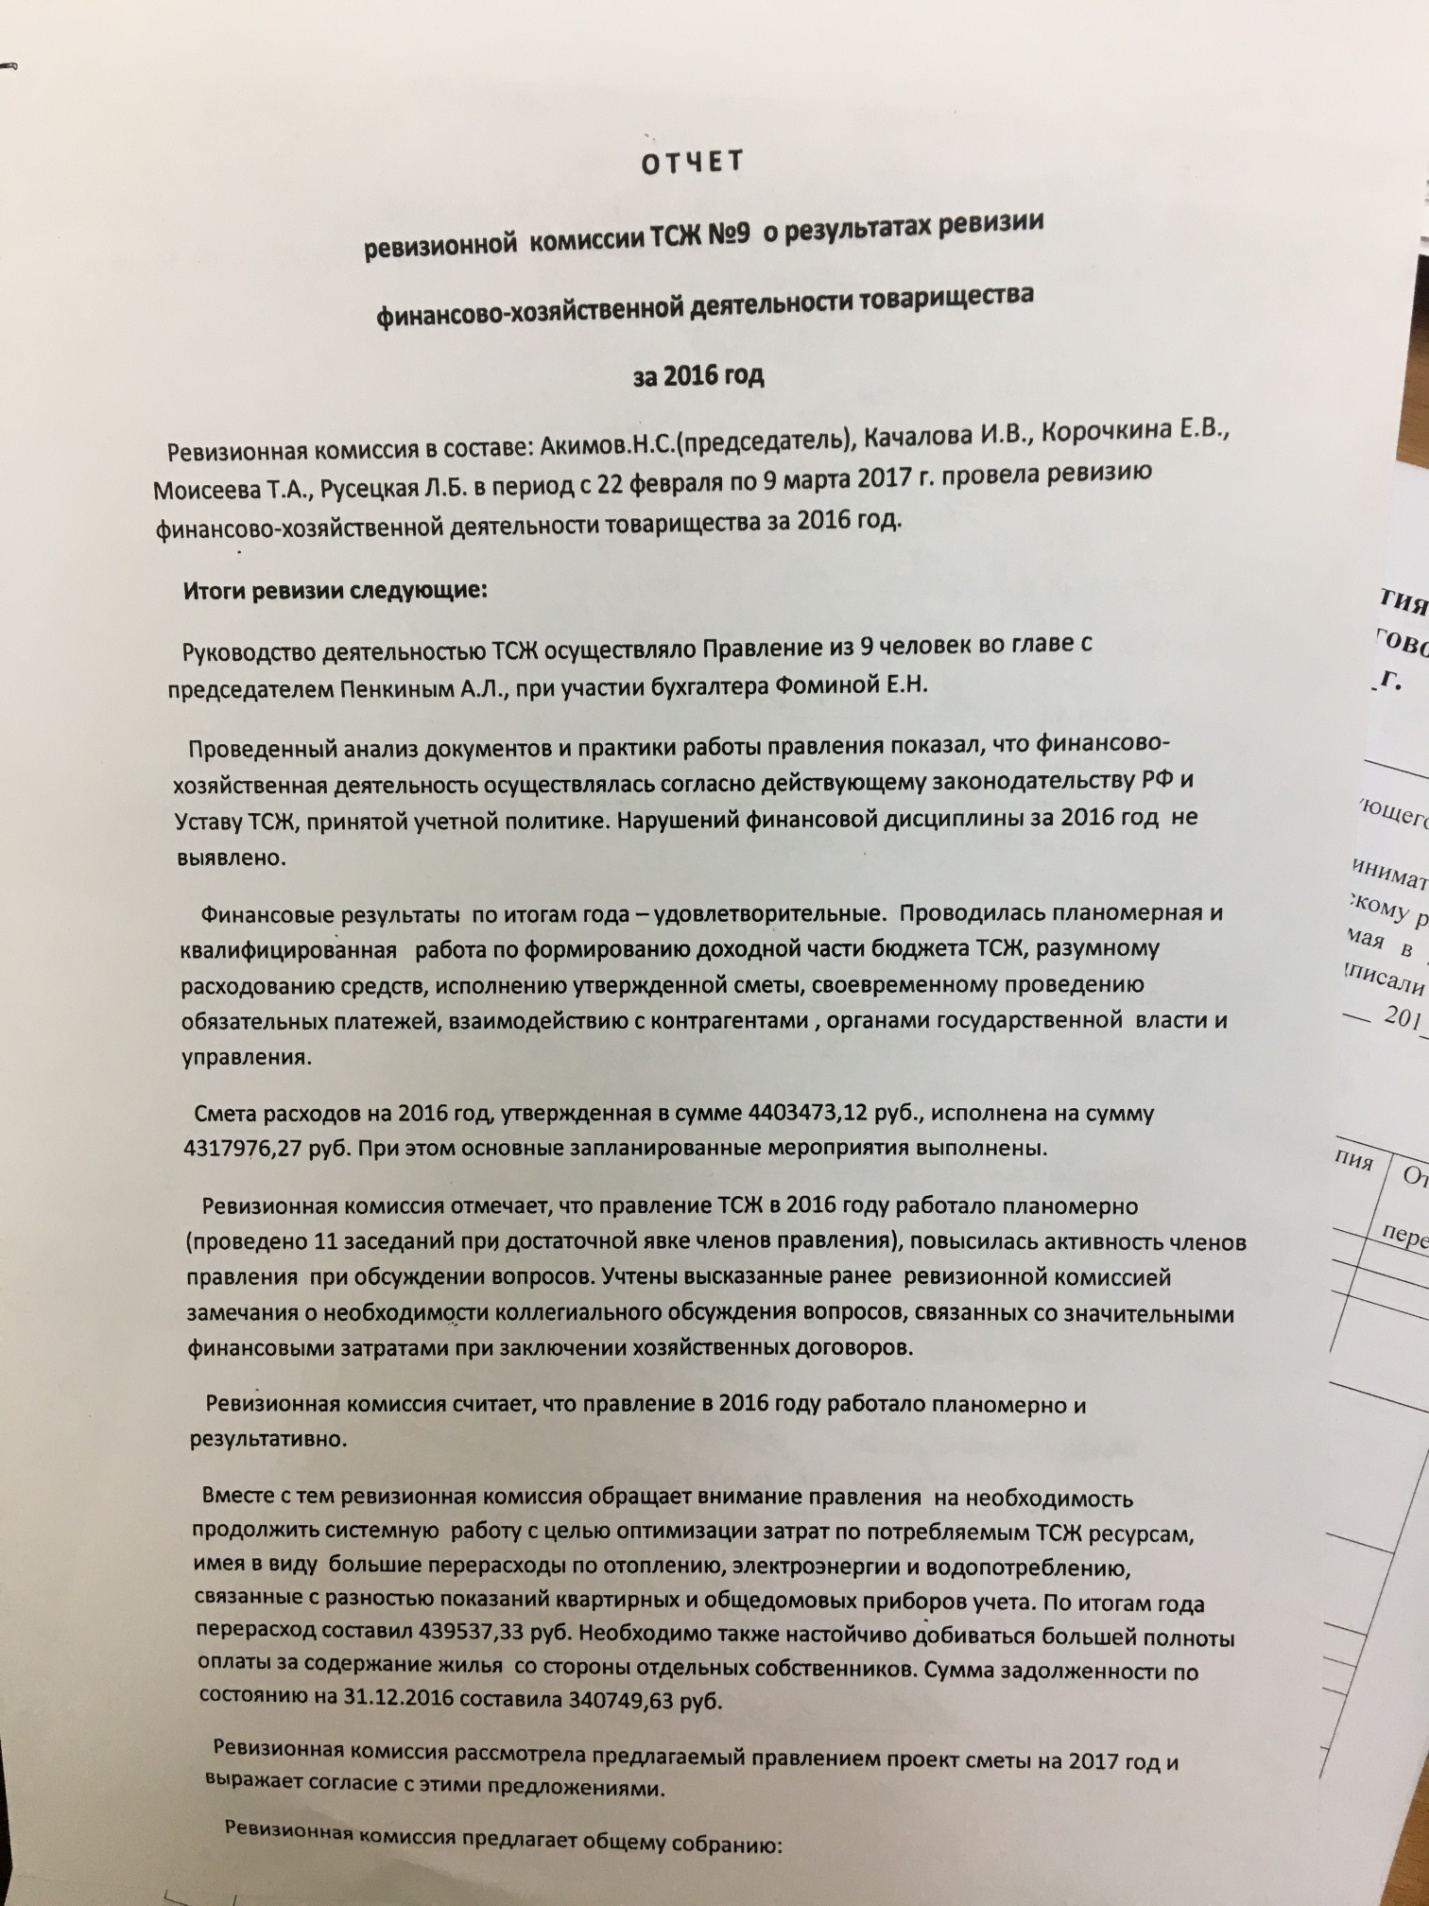 ОТЧЕТ
ревизионной комиссии ТСЖ №9 о результатах ревизии
финансово-хозяйственной деятельности товарищества
за 2016 год
Ревизионная комиссия в составе: Акимов.Н.С.(председатель), Качалова И.В., Корочкина Е.В.,
Моисеева Т.А., Русецкая Л.Б. в период с 22 февраля по 9 марта 2017 г. провела ревизию
финансово-хозяйственной деятельности товарищества за 2016 год.
Итоги ревизии следующие:
Руководство деятельностью ТСЖ осуществляло Правление из 9 человек во главе с
председателем Пенкиным А.Л., при участии бухгалтера Фоминой Е.Н.
Проведенный анализ документов и практики работы правления показал, что финансово-
хозяйственная деятельность осуществлялась согласно действующему законодательству РФ и
Уставу ТСЖ, принятой учетной политике. Нарушений финансовой дисциплины за 2016 год не
выявлено.
Финансовые результаты по итогам года – удовлетворительные. Проводилась планомерная и
квалифицированная работа по формированию доходной части бюджета ТСЖ, разумному
расходованию средств, исполнению утвержденной сметы, своевременному проведению
обязательных платежей, взаимодействию с контрагентами , органами государственной власти и
управления.
Смета расходов на 2016 год, утвержденная в сумме 4403473,12 руб., исполнена на сумму
4317976,27 руб. При этом основные запланированные мероприятия выполнены.
Ревизионная комиссия отмечает, что правление ТСЖ в 2016 году работало планомерно
(проведено 11 заседаний при достаточной явке членов правления), повысилась активность членов
правления при обсуждении вопросов. Учтены высказанные ранее ревизионной комиссией
замечания о необходимости коллегиального обсуждения вопросов, связанных со значительными
финансовыми затратами при заключении хозяйственных договоров.
Ревизионная комиссия считает, что правление в 2016 году работало планомерно и
результативно.
Вместе с тем ревизионная комиссия обращает внимание правления на необходимость
продолжить системную работу с целью оптимизации затрат по потребляемым ТСЖ ресурсам,
имея в виду большие перерасходы по отоплению, электроэнергии и водопотреблению,
связанные с разностью показаний квартирных и общедомовых приборов учета. По итогам года
перерасход составил 439537,33 руб. Необходимо также настойчиво добиваться большей полноты
оплаты за содержание жилья со стороны отдельных собственников. Сумма задолженности по
состоянию на 31.12.2016 составила 340749,63 руб.
Ревизионная комиссия рассмотрела предлагаемый правлением проект сметы на 2017 год и
выражает согласие с этими предложениями.
Ревизионная комиссия предлагает общему собранию:
тия
гово
г.
ующего
инимат
скому р
мая в
писали
201_
пия
От
пере